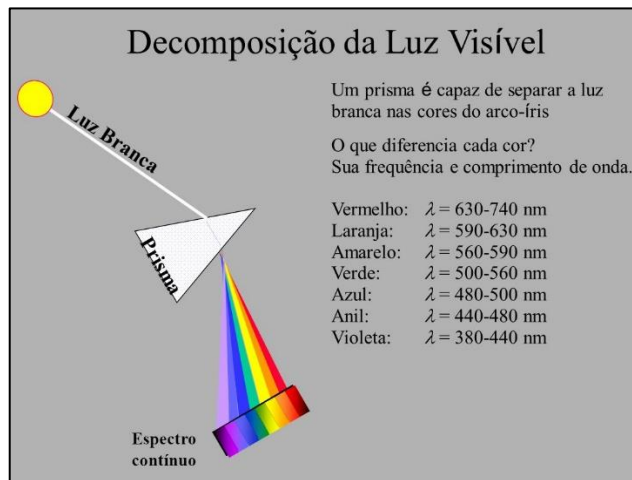 Decomposição da Luz Visível
Um prisma é capaz de separar a luz
branca nas cores do arco-íris
O que diferencia cada cor?
Sua frequência e comprimento de onda.
Luz Branca
Prisma
Vermelho: λ = 630-740 nm
Laranja: λ = 590-630 nm
Amarelo: λ = 560-590 nm
Verde: λ = 500-560 nm
Azul: λ = 480-500 nm
Anil: λ = 440-480 nm
Violeta: λ = 380-440 nm
Espectro
contínuo